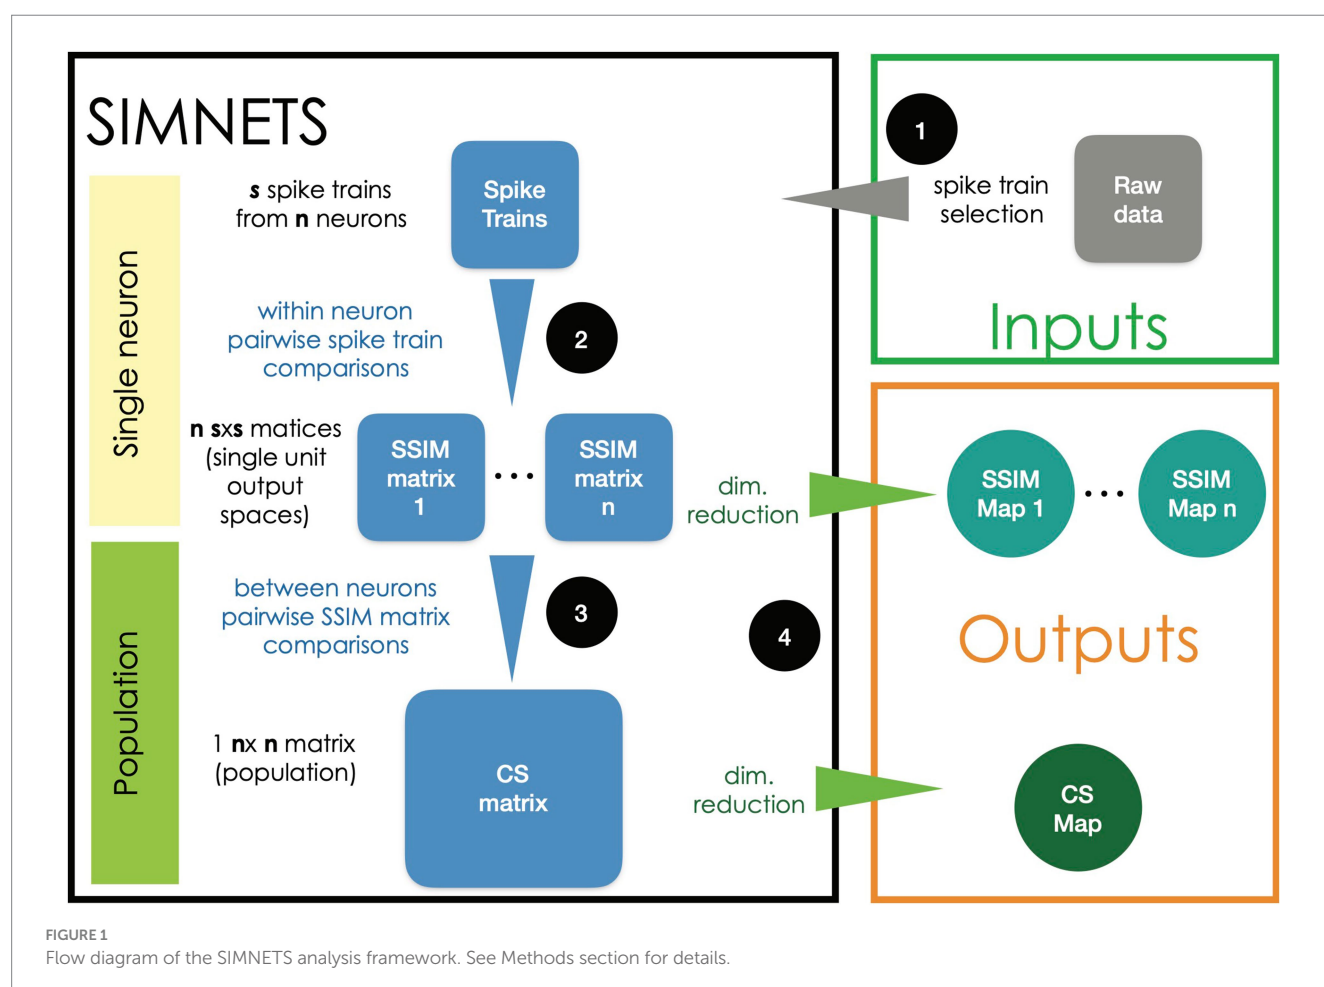 SIMNETS
Single neuron
s spike trains
from n neurons
Spike
Trains
1
spike train
selection
Raw
data
Inputs
within neuron
pairwise spike train
comparisons
2
n sxs matices
(single unit
output
spaces)
SSIM
matrix
1
...
SSIM
matrix
n
dim.
reduction
SSIM
Map 1
...
SSIM
Map n
Population
between neurons
pairwise SSIM matrix
comparisons
3
4
Outputs
1 nx n matrix
(population)
CS
matrix
dim.
reduction
CS
Map
FIGURE 1
Flow diagram of the SIMNETS analysis framework. See Methods section for details.